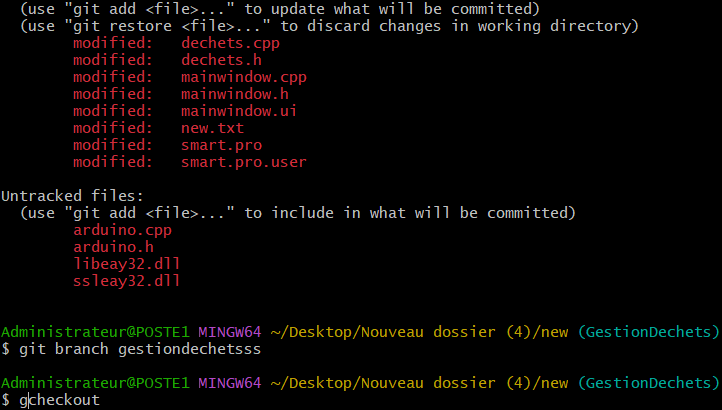 (use "git add <file>..." to update what will be committed)
(use "git restore <file>..." to discard changes in working directory)
modified: dechets.cpp
modified: dechets.h
modified: mainwindow.cpp
modified: mainwindow.h
modified: mainwindow.ui
modified: new.txt
modified: smart.pro
modified: smart.pro.user
Untracked files:
(use "git add <file>..." to include in what will be committed)
arduino.cpp
arduino.h
libeay32.dll
ssleay32.dll
Administrateur@POSTE1 MINGW64 ~/Desktop/Nouveau dossier (4)/new (GestionDechets)
$ git branch gestiondechetsss
Administrateur@POSTE1 MINGW64 ~/Desktop/Nouveau dossier (4)/new (GestionDechets)
$ gcheckout